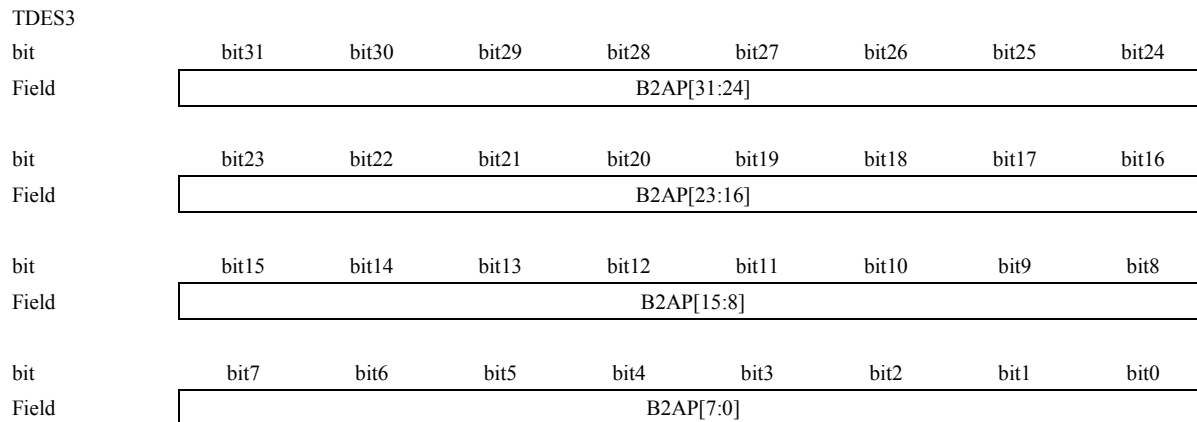 TDES3
bit bit31 bit30 bit29 bit28 bit27 bit26 bit25 bit24
Field B2AP[31:24]
bit bit23 bit22 bit21 bit20 bit19 bit18 bit17 bit16
Field B2AP[23:16]
bit bit15 bit14 bit13 bit12 bit11 bit10 bit9 bit8
Field B2AP[15:8]
bit bit7 bit6 bit5 bit4 bit3 bit2 bit1 bit0
Field B2AP[7:0]